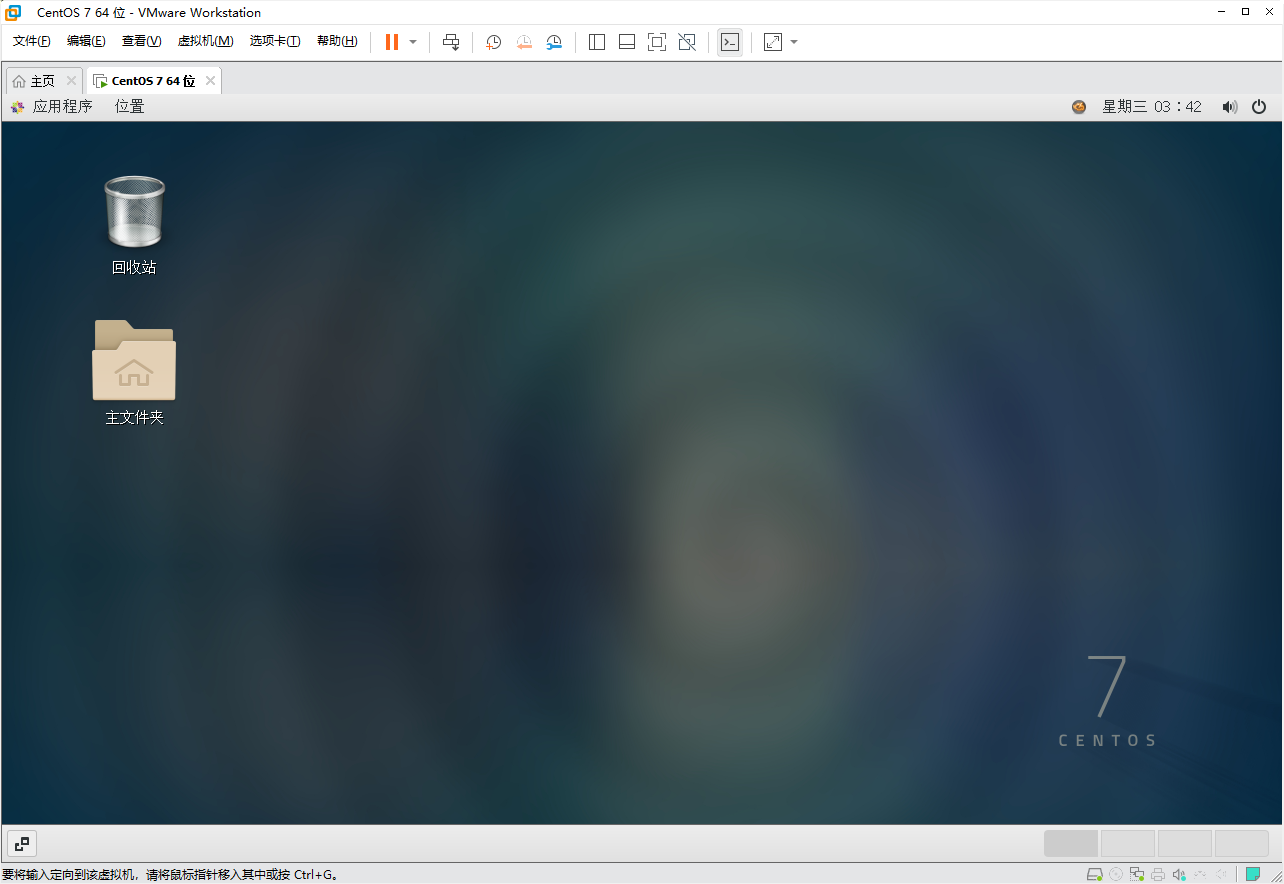 CentOS 7 64 位 - VMware Workstation
文件(F) 编辑(E) 查看(V) 虚拟机(M) 选项卡(T) 帮助(H)
主页 CentOS 7 64 位
应用程序 位置 星期三 03：42
回收站
主文件夹
7
CENTOS
要将输入定向到该虚拟机，请将鼠标指针移入其中或按 Ctrl+G。